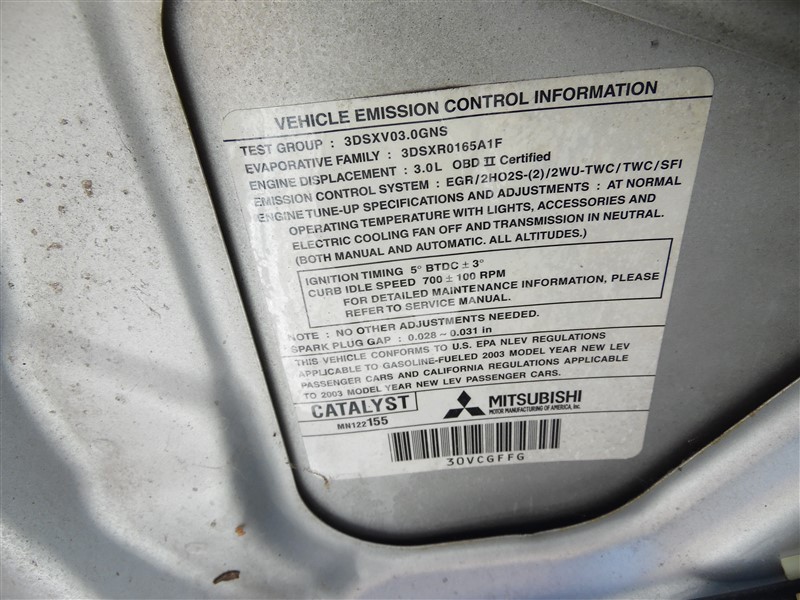 VEHICLE EMISSION CONTROL INFORMATION
TEST GROUP : 3DSXV03.0GNS
EVAPORATIVE FAMILY : 3DSXR0165A1F
ENGINE DISPLACEMENT : 3.0L OBD II Certified
EMISSION CONTROL SYSTEM : EGR/2HO2S-(2)/2WU-TWC/TWC/SFI
ENGINE TUNE-UP SPECIFICATIONS AND ADJUSTMENTS : AT NORMAL
OPERATING TEMPERATURE WITH LIGHTS, ACCESSORIES AND
ELECTRIC COOLING FAN OFF AND TRANSMISSION IN NEUTRAL.
(BOTH MANUAL AND AUTOMATIC. ALL ALTITUDES.)
IGNITION TIMING 5° BTDC ± 3°
CURB IDLE SPEED 700 ± 100 RPM
FOR DETAILED MAINTENANCE INFORMATION, PLEASE
REFER TO SERVICE MANUAL.
NOTE : NO OTHER ADJUSTMENTS NEEDED.
SPARK PLUG GAP : 0.028 ~ 0.031 in
THIS VEHICLE CONFORMS TO U.S. EPA NLEV REGULATIONS
APPLICABLE TO GASOLINE-FUELED 2003 MODEL YEAR NEW LEV
PASSENGER CARS AND CALIFORNIA REGULATIONS APPLICABLE
TO 2003 MODEL YEAR NEW LEV PASSENGER CARS.
CATALYST MITSUBISHI
MOTOR MANUFACTURING OF AMERICA, Inc.
MN122155
30VCGFFG